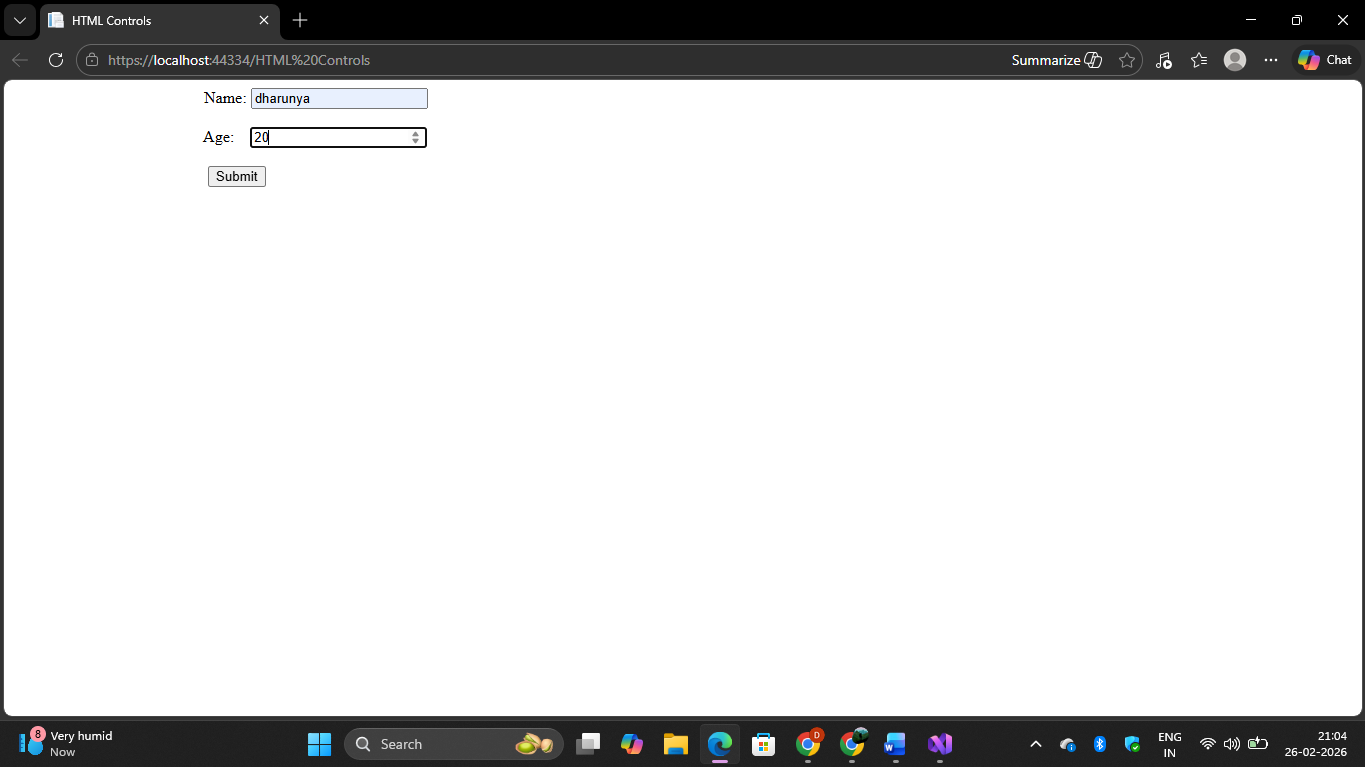 HTML Controls
https://localhost:44334/HTML%20Controls
Summarize
Chat
Name: dharunya
Age: 20
Submit
8
Very humid
Now
Search
D
W
ENG
IN
21:04
26-02-2026